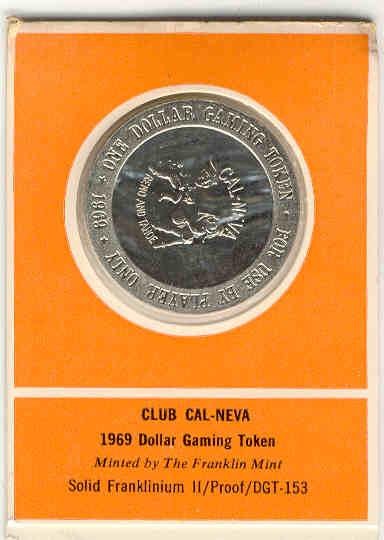 ONE DOLLAR GAMING TOKEN * FOR USE BY PLAYER ONLY * 1969 *
CAL-NEVA
RENO AND TAHOE
CLUB CAL-NEVA
1969 Dollar Gaming Token
Minted by The Franklin Mint
Solid Franklinium II/Proof/DGT-153